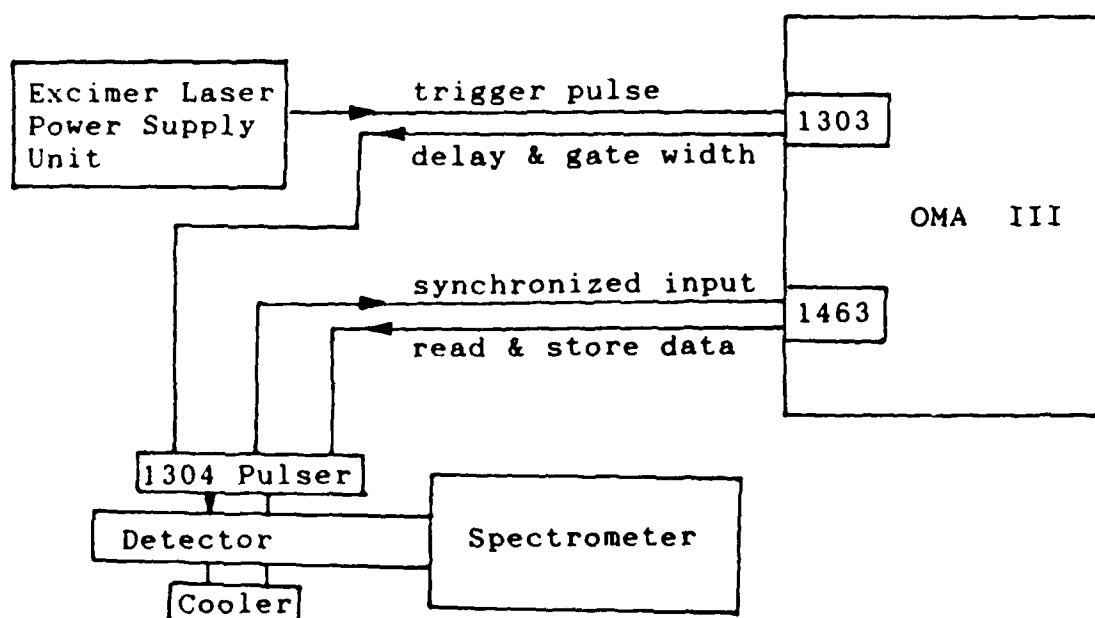 Excimer Laser
Power Supply
Unit
trigger pulse
1303
delay & gate width
OMA III
synchronized input
1463
read & store data
1304 Pulser
Detector
Spectrometer
Cooler